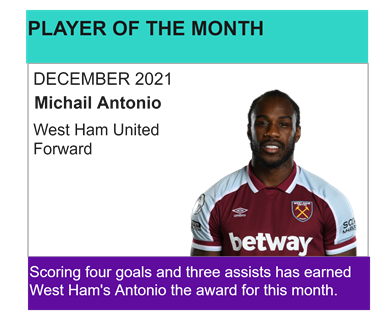 PLAYER OF THE MONTH
DECEMBER 2021
Michail Antonio
West Ham United
Forward
betway
Scoring four goals and three assists has earned
West Ham's Antonio the award for this month.